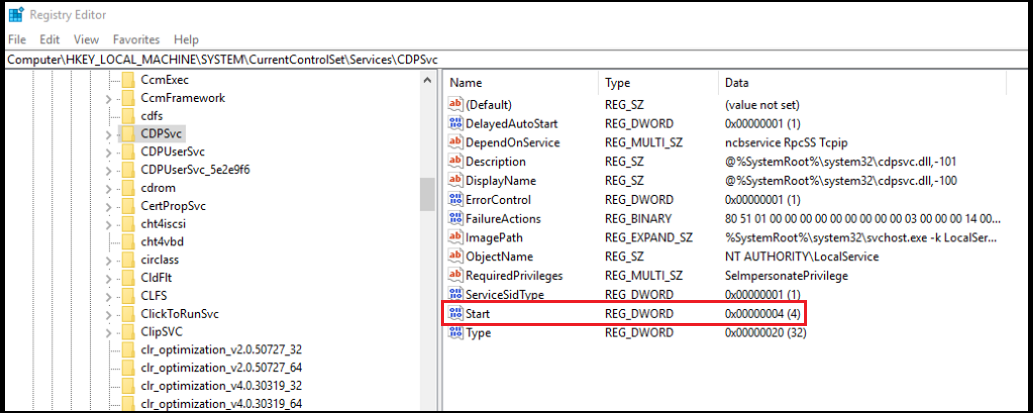 Registry Editor
File Edit View Favorites Help
Computer\HKEY_LOCAL_MACHINE\SYSTEM\CurrentControlSet\Services\CDPSvc
CcmExec
CcmFramework
cdfs
CDPSvc
CDPUserSvc
CDPUserSvc_5e2e9f6
cdrom
CertPropSvc
cht4iscsi
cht4vbd
circlass
CldFlt
CLFS
ClickToRunSvc
ClipSVC
clr_optimization_v2.0.50727_32
clr_optimization_v2.0.50727_64
clr_optimization_v4.0.30319_32
clr_optimization_v4.0.30319_64
Name Type Data
(Default) REG_SZ (value not set)
DelayedAutoStart REG_DWORD 0x00000001 (1)
DependOnService REG_MULTI_SZ ncbservice RpcSS Tcpip
Description REG_SZ @%SystemRoot%\system32\cdpsvc.dll,-101
DisplayName REG_SZ @%SystemRoot%\system32\cdpsvc.dll,-100
ErrorControl REG_DWORD 0x00000001 (1)
FailureActions REG_BINARY 80 51 01 00 00 00 00 00 00 00 00 00 03 00 00 00 14 00...
ImagePath REG_EXPAND_SZ %SystemRoot%\system32\svchost.exe -k LocalSer...
ObjectName REG_SZ NT AUTHORITY\LocalService
RequiredPrivileges REG_MULTI_SZ SeImpersonatePrivilege
ServiceSidType REG_DWORD 0x00000001 (1)
Start REG_DWORD 0x00000004 (4)
Type REG_DWORD 0x00000020 (32)